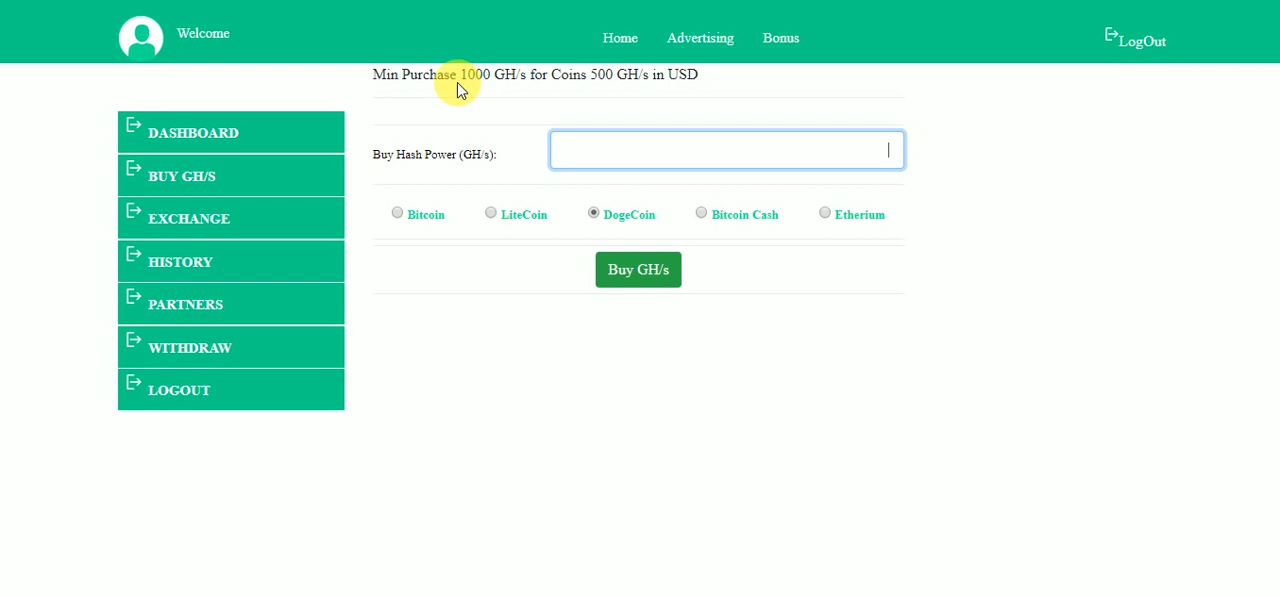 Welcome
Home Advertising Bonus
LogOut
Min Purchase 1000 GH/s for Coins 500 GH/s in USD
DASHBOARD
BUY GH/S
EXCHANGE
HISTORY
PARTNERS
WITHDRAW
LOGOUT
Buy Hash Power (GH/s):
Bitcoin LiteCoin DogeCoin Bitcoin Cash Etherium
Buy GH/s